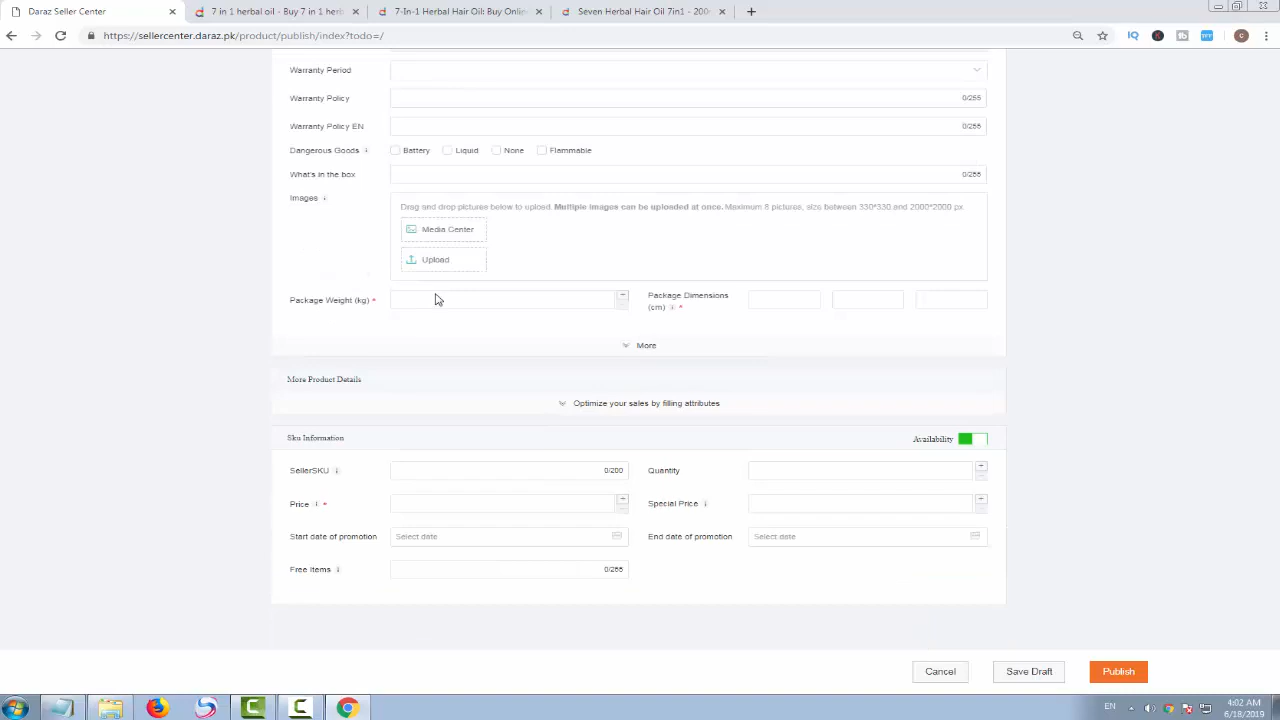 Daraz Seller Center
7 in 1 herbal oil - Buy 7 in 1 herb
7-In-1 Herbal Hair Oil: Buy Online
Seven Herbal Hair Oil 7in1 - 200
https://sellercenter.daraz.pk/product/publish/index?todo=/
Warranty Period
Warranty Policy 0/255
Warranty Policy EN 0/255
Dangerous Goods Battery Liquid None Flammable
What's in the box 0/255
Images
Drag and drop pictures below to upload. Multiple images can be uploaded at once. Maximum 8 pictures, size between 330*330 and 2000*2000 px
Media Center
Upload
Package Weight (kg) * Package Dimensions
(cm) *
More
More Product Details
Optimize your sales by filling attributes
Sku Information Availability
SellerSKU 0/200 Quantity
Price * Special Price
Start date of promotion Select date End date of promotion Select date
Free Items 0/255
Cancel Save Draft Publish
EN 4:02 AM
6/18/2019